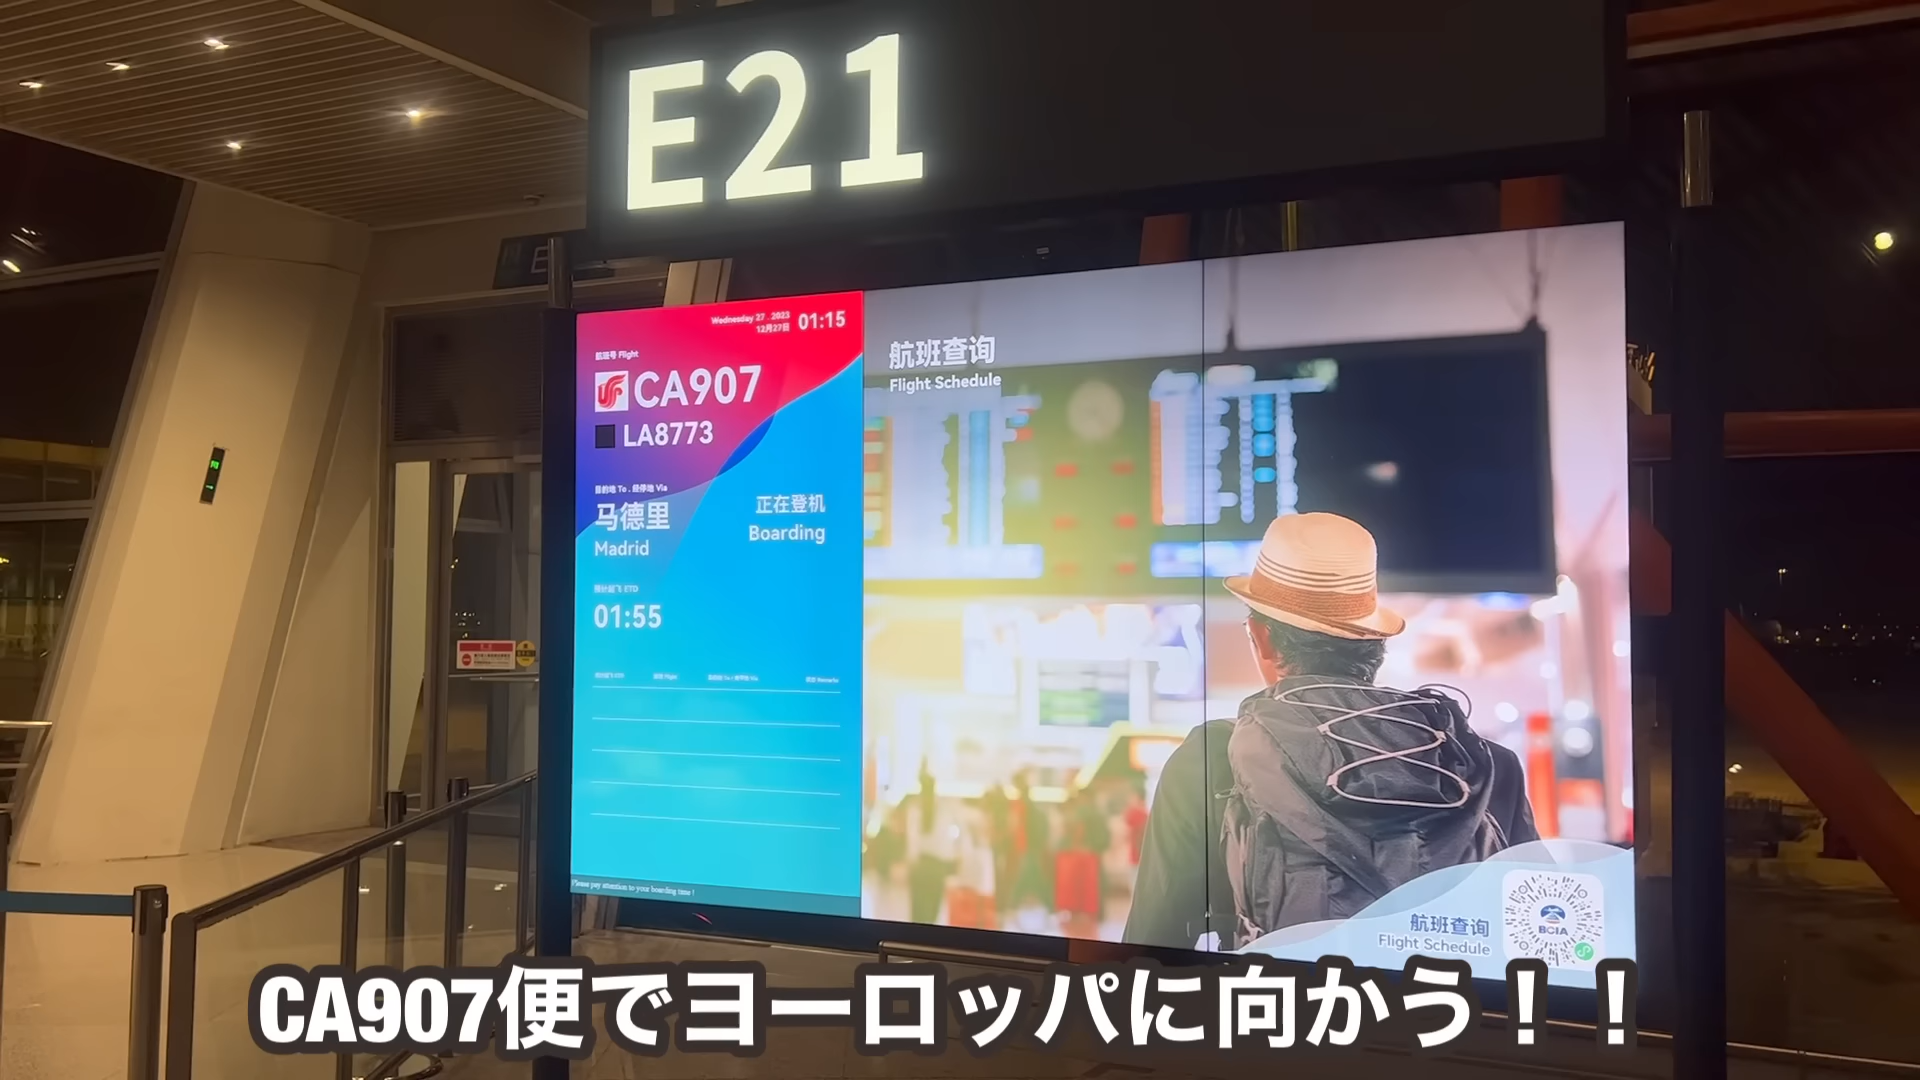 E21
Wednesday 27 . 2023
12月27日
01:15
航班号 Flight
CA907
LA8773
目的地 To . 经停地 Via
马德里
Madrid
正在登机
Boarding
预计起飞 ETD
01:55
Please pay attention to your boarding time !
航班查询
Flight Schedule
航班查询
Flight Schedule
BCIA
CA907便でヨーロッパに向かう！！